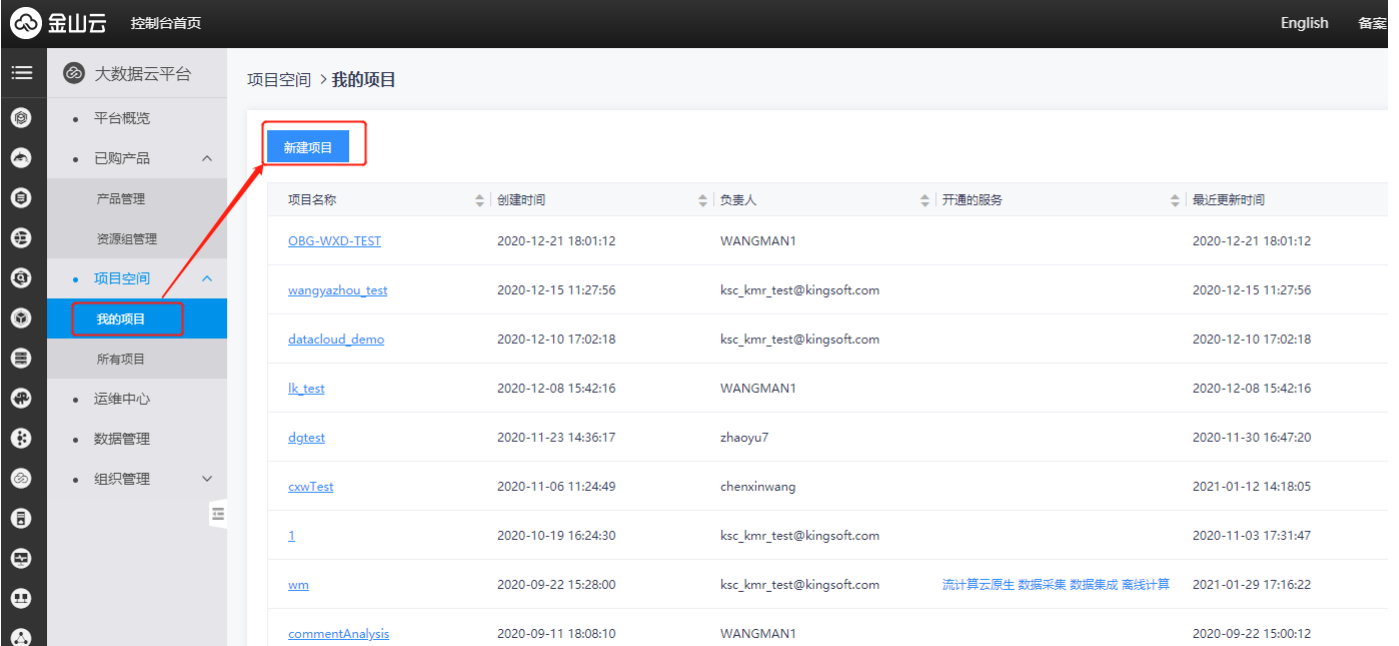 金山云 控制台首页 English 备案
大数据云平台
项目空间 > 我的项目
平台概览
已购产品
产品管理
资源组管理
项目空间
我的项目
所有项目
运维中心
数据管理
组织管理
新建项目
项目名称 创建时间 负责人 开通的服务 最近更新时间
OBG-WXD-TEST 2020-12-21 18:01:12 WANGMAN1 2020-12-21 18:01:12
wangyazhou_test 2020-12-15 11:27:56 ksc_kmr_test@kingsoft.com 2020-12-15 11:27:56
datacloud_demo 2020-12-10 17:02:18 ksc_kmr_test@kingsoft.com 2020-12-10 17:02:18
lk_test 2020-12-08 15:42:16 WANGMAN1 2020-12-08 15:42:16
dgtest 2020-11-23 14:36:17 zhaoyu7 2020-11-30 16:47:20
cxwTest 2020-11-06 11:24:49 chenxinwang 2021-01-12 14:18:05
1 2020-10-19 16:24:30 ksc_kmr_test@kingsoft.com 2020-11-03 17:31:47
wm 2020-09-22 15:28:00 ksc_kmr_test@kingsoft.com 流计算云原生 数据采集 数据集成 离线计算 2021-01-29 17:16:22
commentAnalysis 2020-09-11 18:08:10 WANGMAN1 2020-09-22 15:00:12